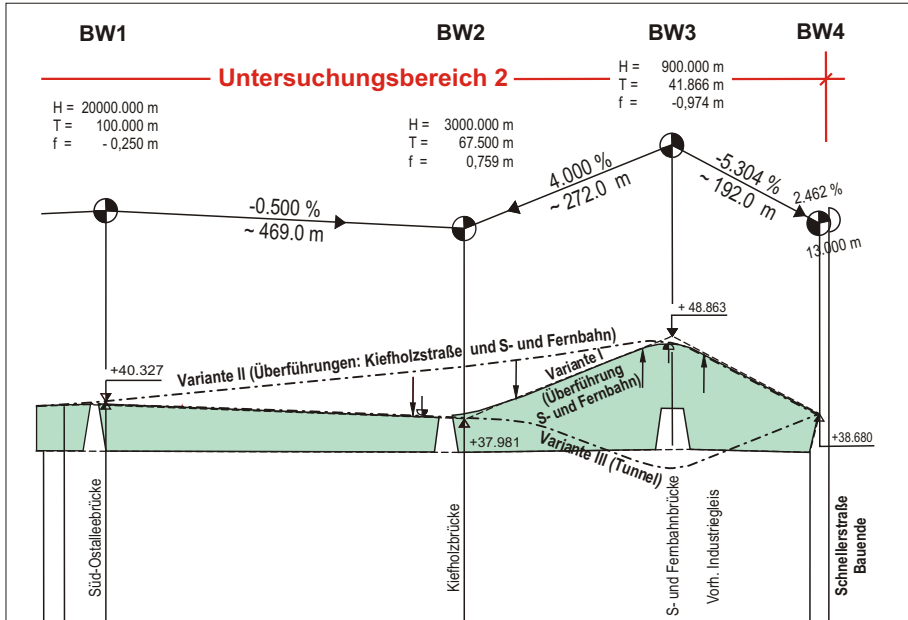 BW1
BW2
BW3
BW4
Untersuchungsbereich 2
H = 20000.000 m
T = 100.000 m
f = - 0,250 m
H = 3000.000 m
T = 67.500 m
f = 0,759 m
H = 900.000 m
T = 41.866 m
f = -0,974 m
-0.500 %
~ 469.0 m
4.000 %
~ 272.0 m
-5.304 %
~ 192.0 m
2.462 %
13.000 m
+ 48.863
+40.327
Variante II (Überführungen: Kiefholzstraße und S- und Fernbahn)
Variante I
(Überführung
S- und Fernbahn)
+37.981
Variante III (Tunnel)
+38.680
Süd-Ostalleebrücke
Kiefholzbrücke
S- und Fernbahnbrücke
Vorh. Industriegleis
Schnellerstraße
Bauende